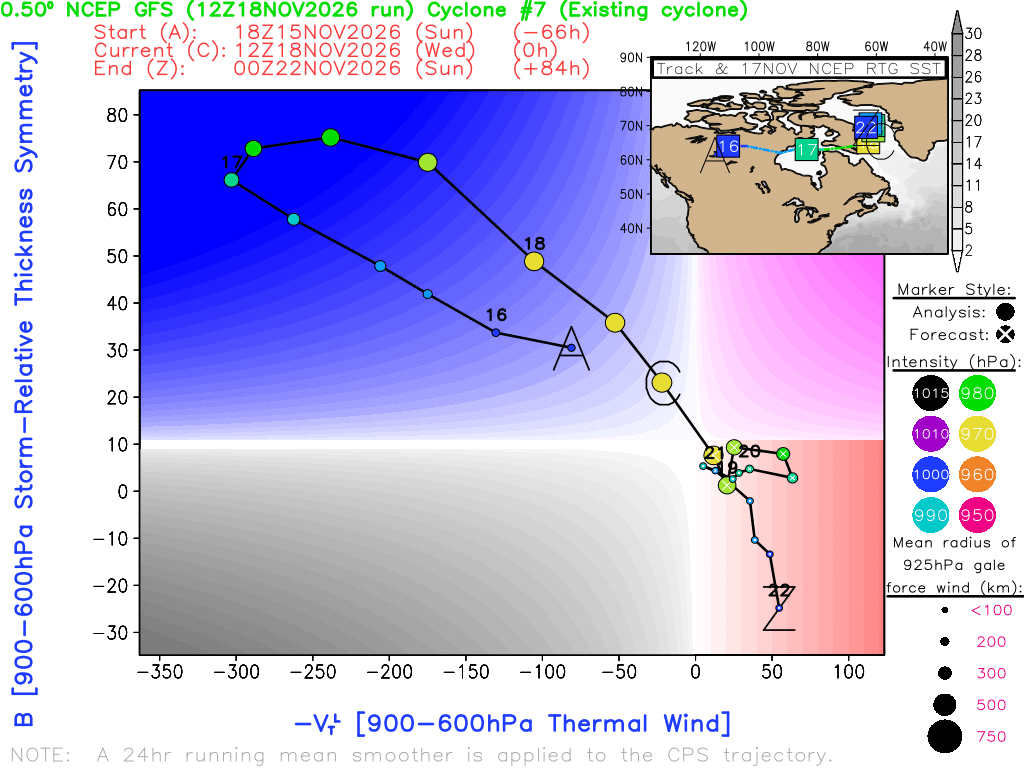 0.50° NCEP GFS (12Z18NOV2026 run) Cyclone #7 (Existing cyclone)
Start (A): 18Z15NOV2026 (Sun) (−66h)
Current (C): 12Z18NOV2026 (Wed) (0h)
End (Z): 00Z22NOV2026 (Sun) (+84h)
120W 100W 80W 60W 40W
Track & 17NOV NCEP RTG SST
90N
80N
70N
60N
50N
40N
A 16 17 22 C Z
30
28
26
23
20
17
14
11
8
5
2
B [900−600hPa Storm−Relative Thickness Symmetry]
80
70
60
50
40
30
20
10
0
−10
−20
−30
17
18
16
A
C
21 20
19
22
Z
−350 −300 −250 −200 −150 −100 −50 0 50 100
−V_T^L [900−600hPa Thermal Wind]
Marker Style:
Analysis:
Forecast:
Intensity (hPa):
1015 980
1010 970
1000 960
990 950
Mean radius of
925hPa gale
force wind (km):
<100
200
300
500
750
NOTE: A 24hr running mean smoother is applied to the CPS trajectory.